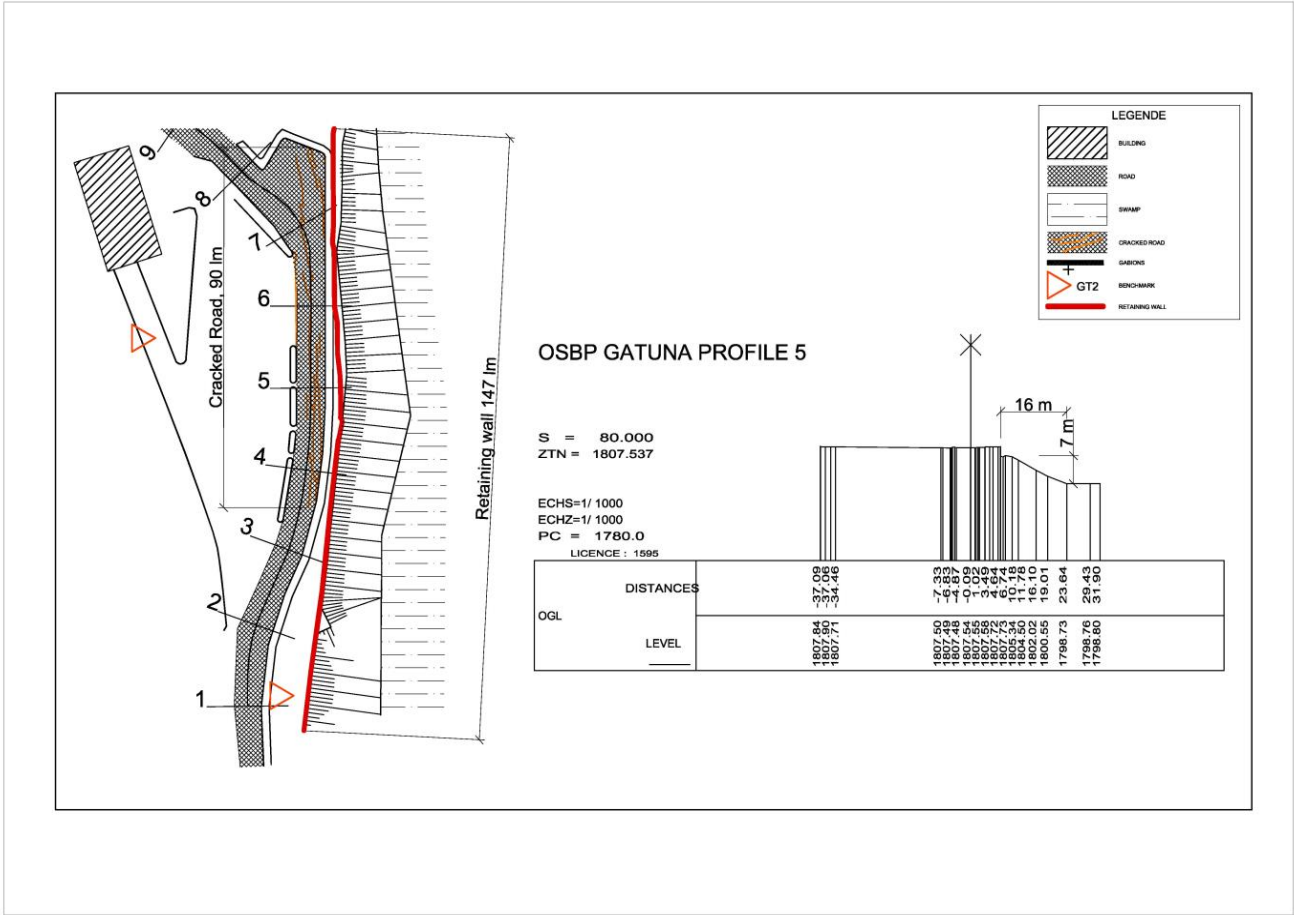 LEGENDE
BUILDING
ROAD
SWAMP
CRACKED ROAD
GABIONS
GT2 BENCHMARK
RETAINING WALL
9
8
7
6
5
4
3
2
1
Cracked Road, 90 lm
Retaining wall 147 lm
OSBP GATUNA PROFILE 5
S = 80.000
ZTN = 1807.537
ECHS=1/ 1000
ECHZ=1/ 1000
PC = 1780.0
LICENCE : 1595
16 m
7 m
OGL
DISTANCES
-37.09 -37.06 -34.46 -7.33 -6.83 -4.87 -0.09 1.02 3.49 4.64 6.74 10.18 11.78 16.10 19.01 23.64 29.43 31.90
LEVEL
1807.84 1807.90 1807.71 1807.50 1807.49 1807.48 1807.54 1807.55 1807.58 1807.72 1807.73 1805.34 1804.50 1802.02 1800.55 1798.73 1798.76 1798.80